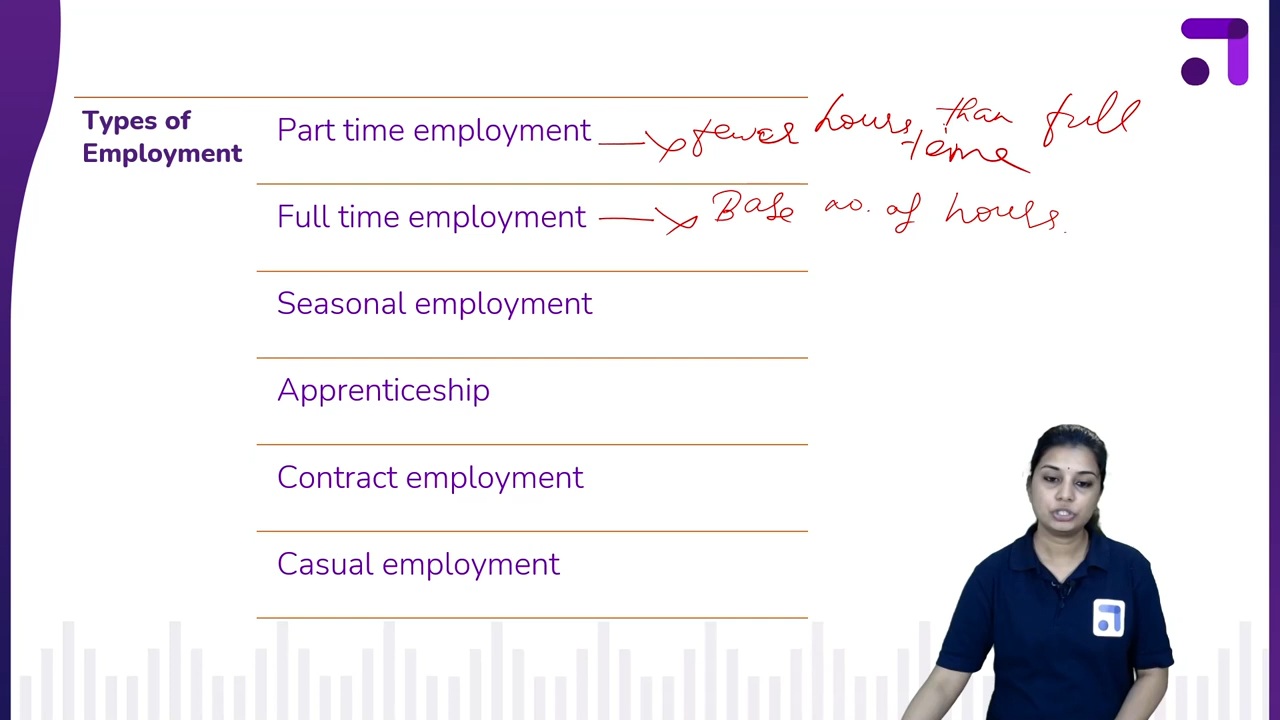 Types of
Employment
Part time employment
fewer hours than full
time
Full time employment
Base no. of hours.
Seasonal employment
Apprenticeship
Contract employment
Casual employment